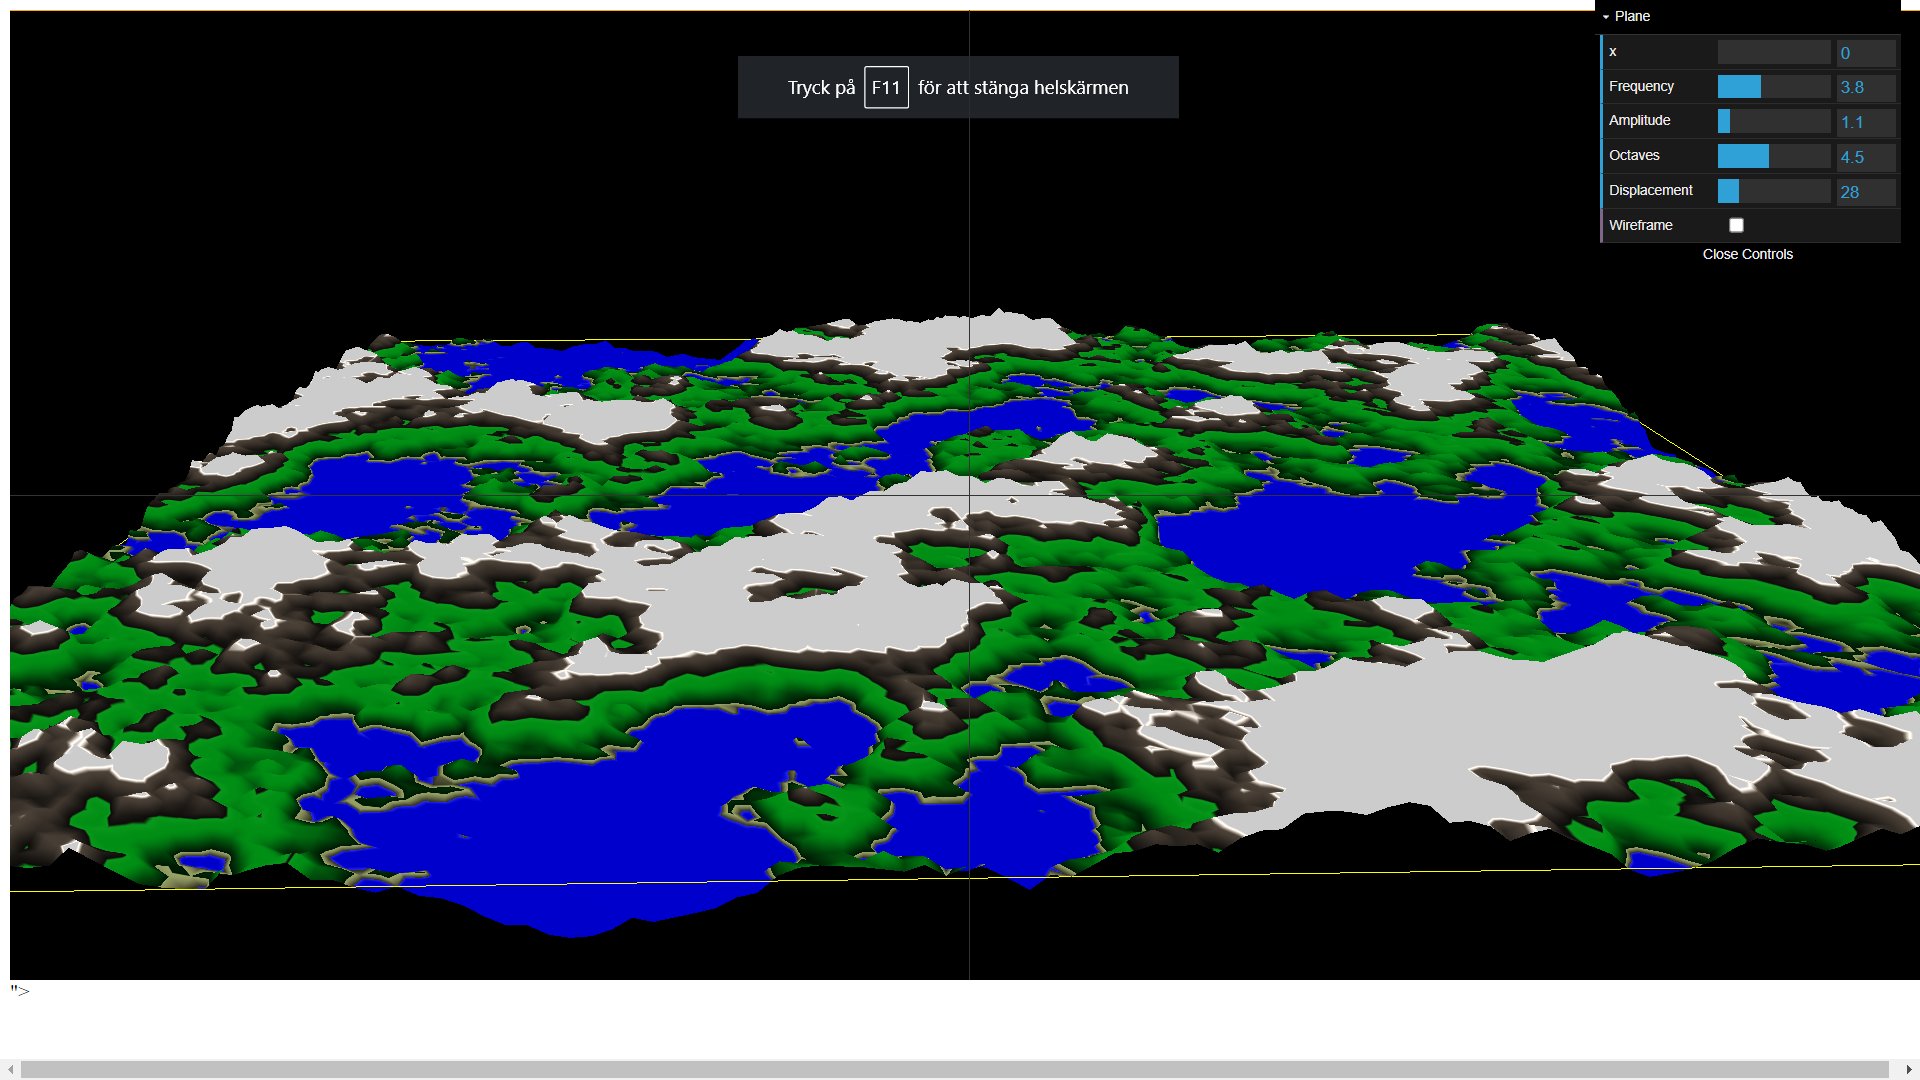 Plane
x 0
Tryck på F11 för att stänga helskärmen
Frequency 3.8
Amplitude 1.1
Octaves 4.5
Displacement 28
Wireframe
Close Controls
">